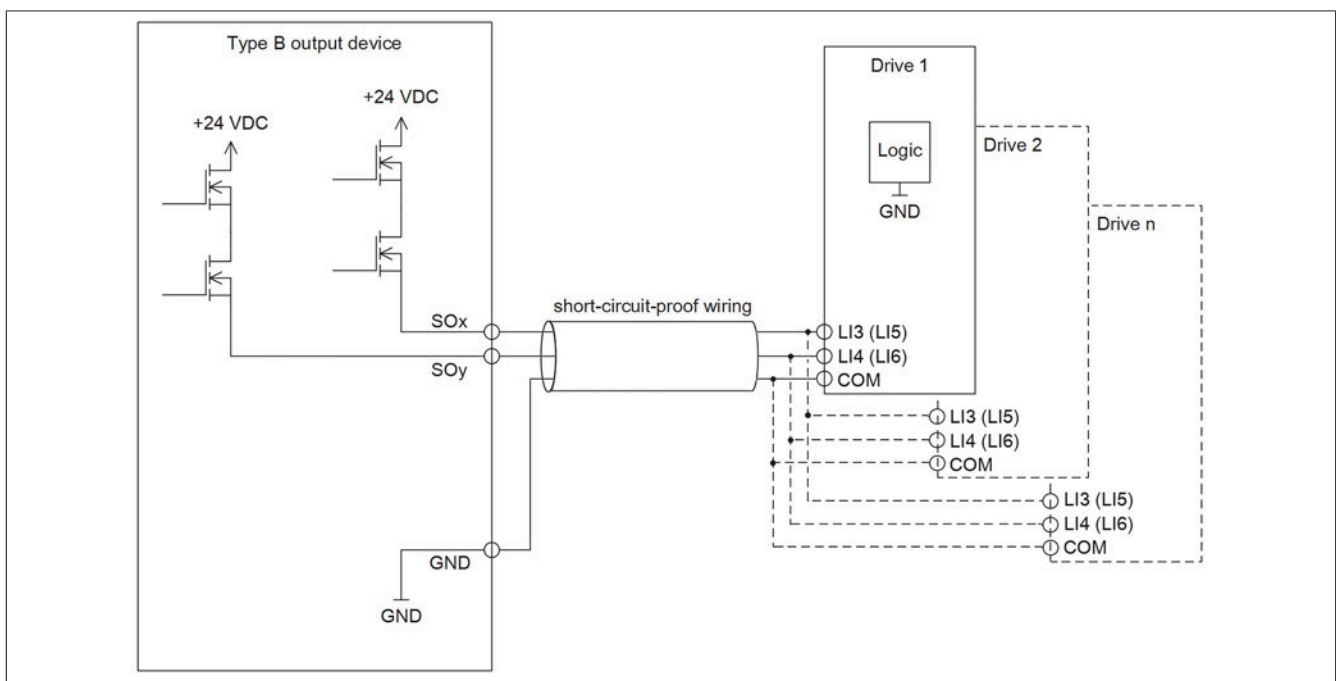 Type B output device
+24 VDC
+24 VDC
SOx
SOy
GND
GND
short-circuit-proof wiring
Drive 1
Logic
GND
LI3 (LI5)
LI4 (LI6)
COM
Drive 2
LI3 (LI5)
LI4 (LI6)
COM
Drive n
LI3 (LI5)
LI4 (LI6)
COM